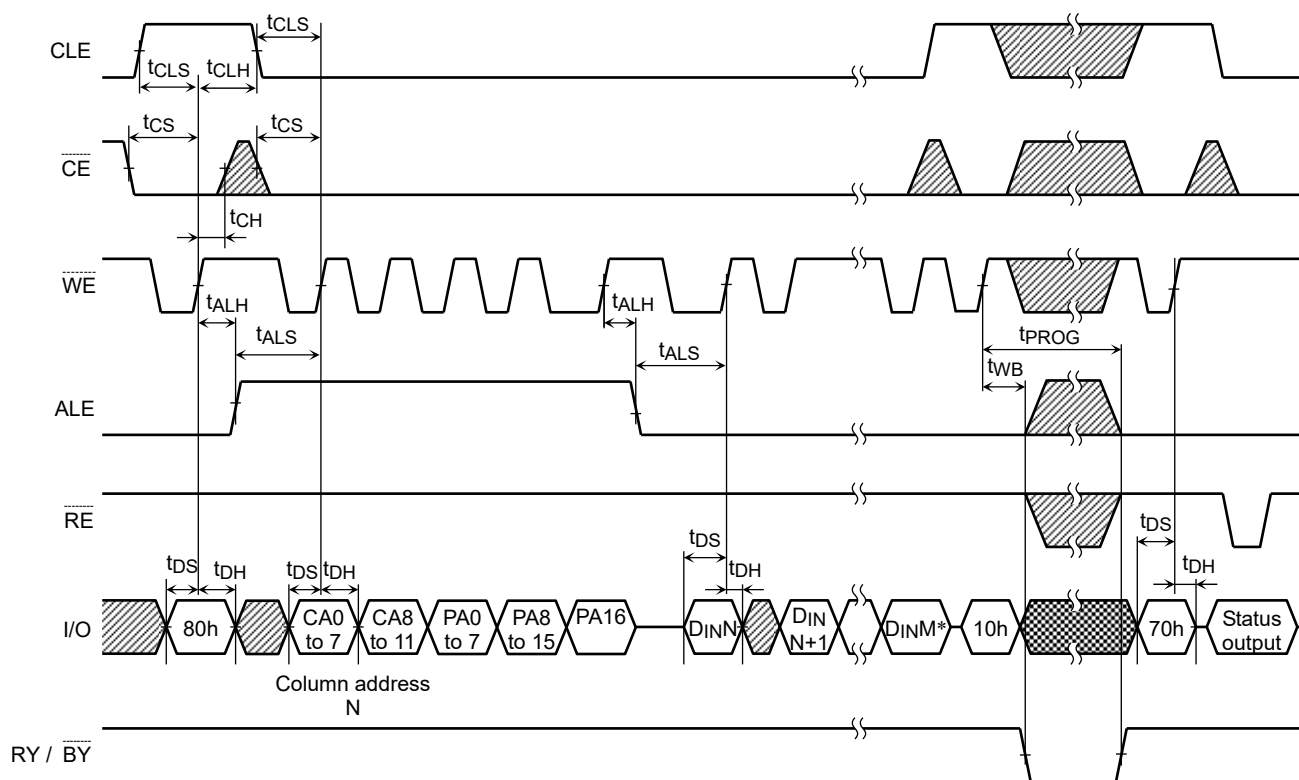 CLE
tCLS
tCLS
tCLH
CE
tCS
tCS
tCH
WE
tALH
tALS
tALH
tALS
tPROG
tWB
ALE
RE
tDS
tDH
tDS
tDH
tDS
tDH
tDS
tDH
I/O
80h
CA0
to 7
CA8
to 11
PA0
to 7
PA8
to 15
PA16
DINN
DIN
N+1
DINM*
10h
70h
Status
output
Column address
N
RY / BY